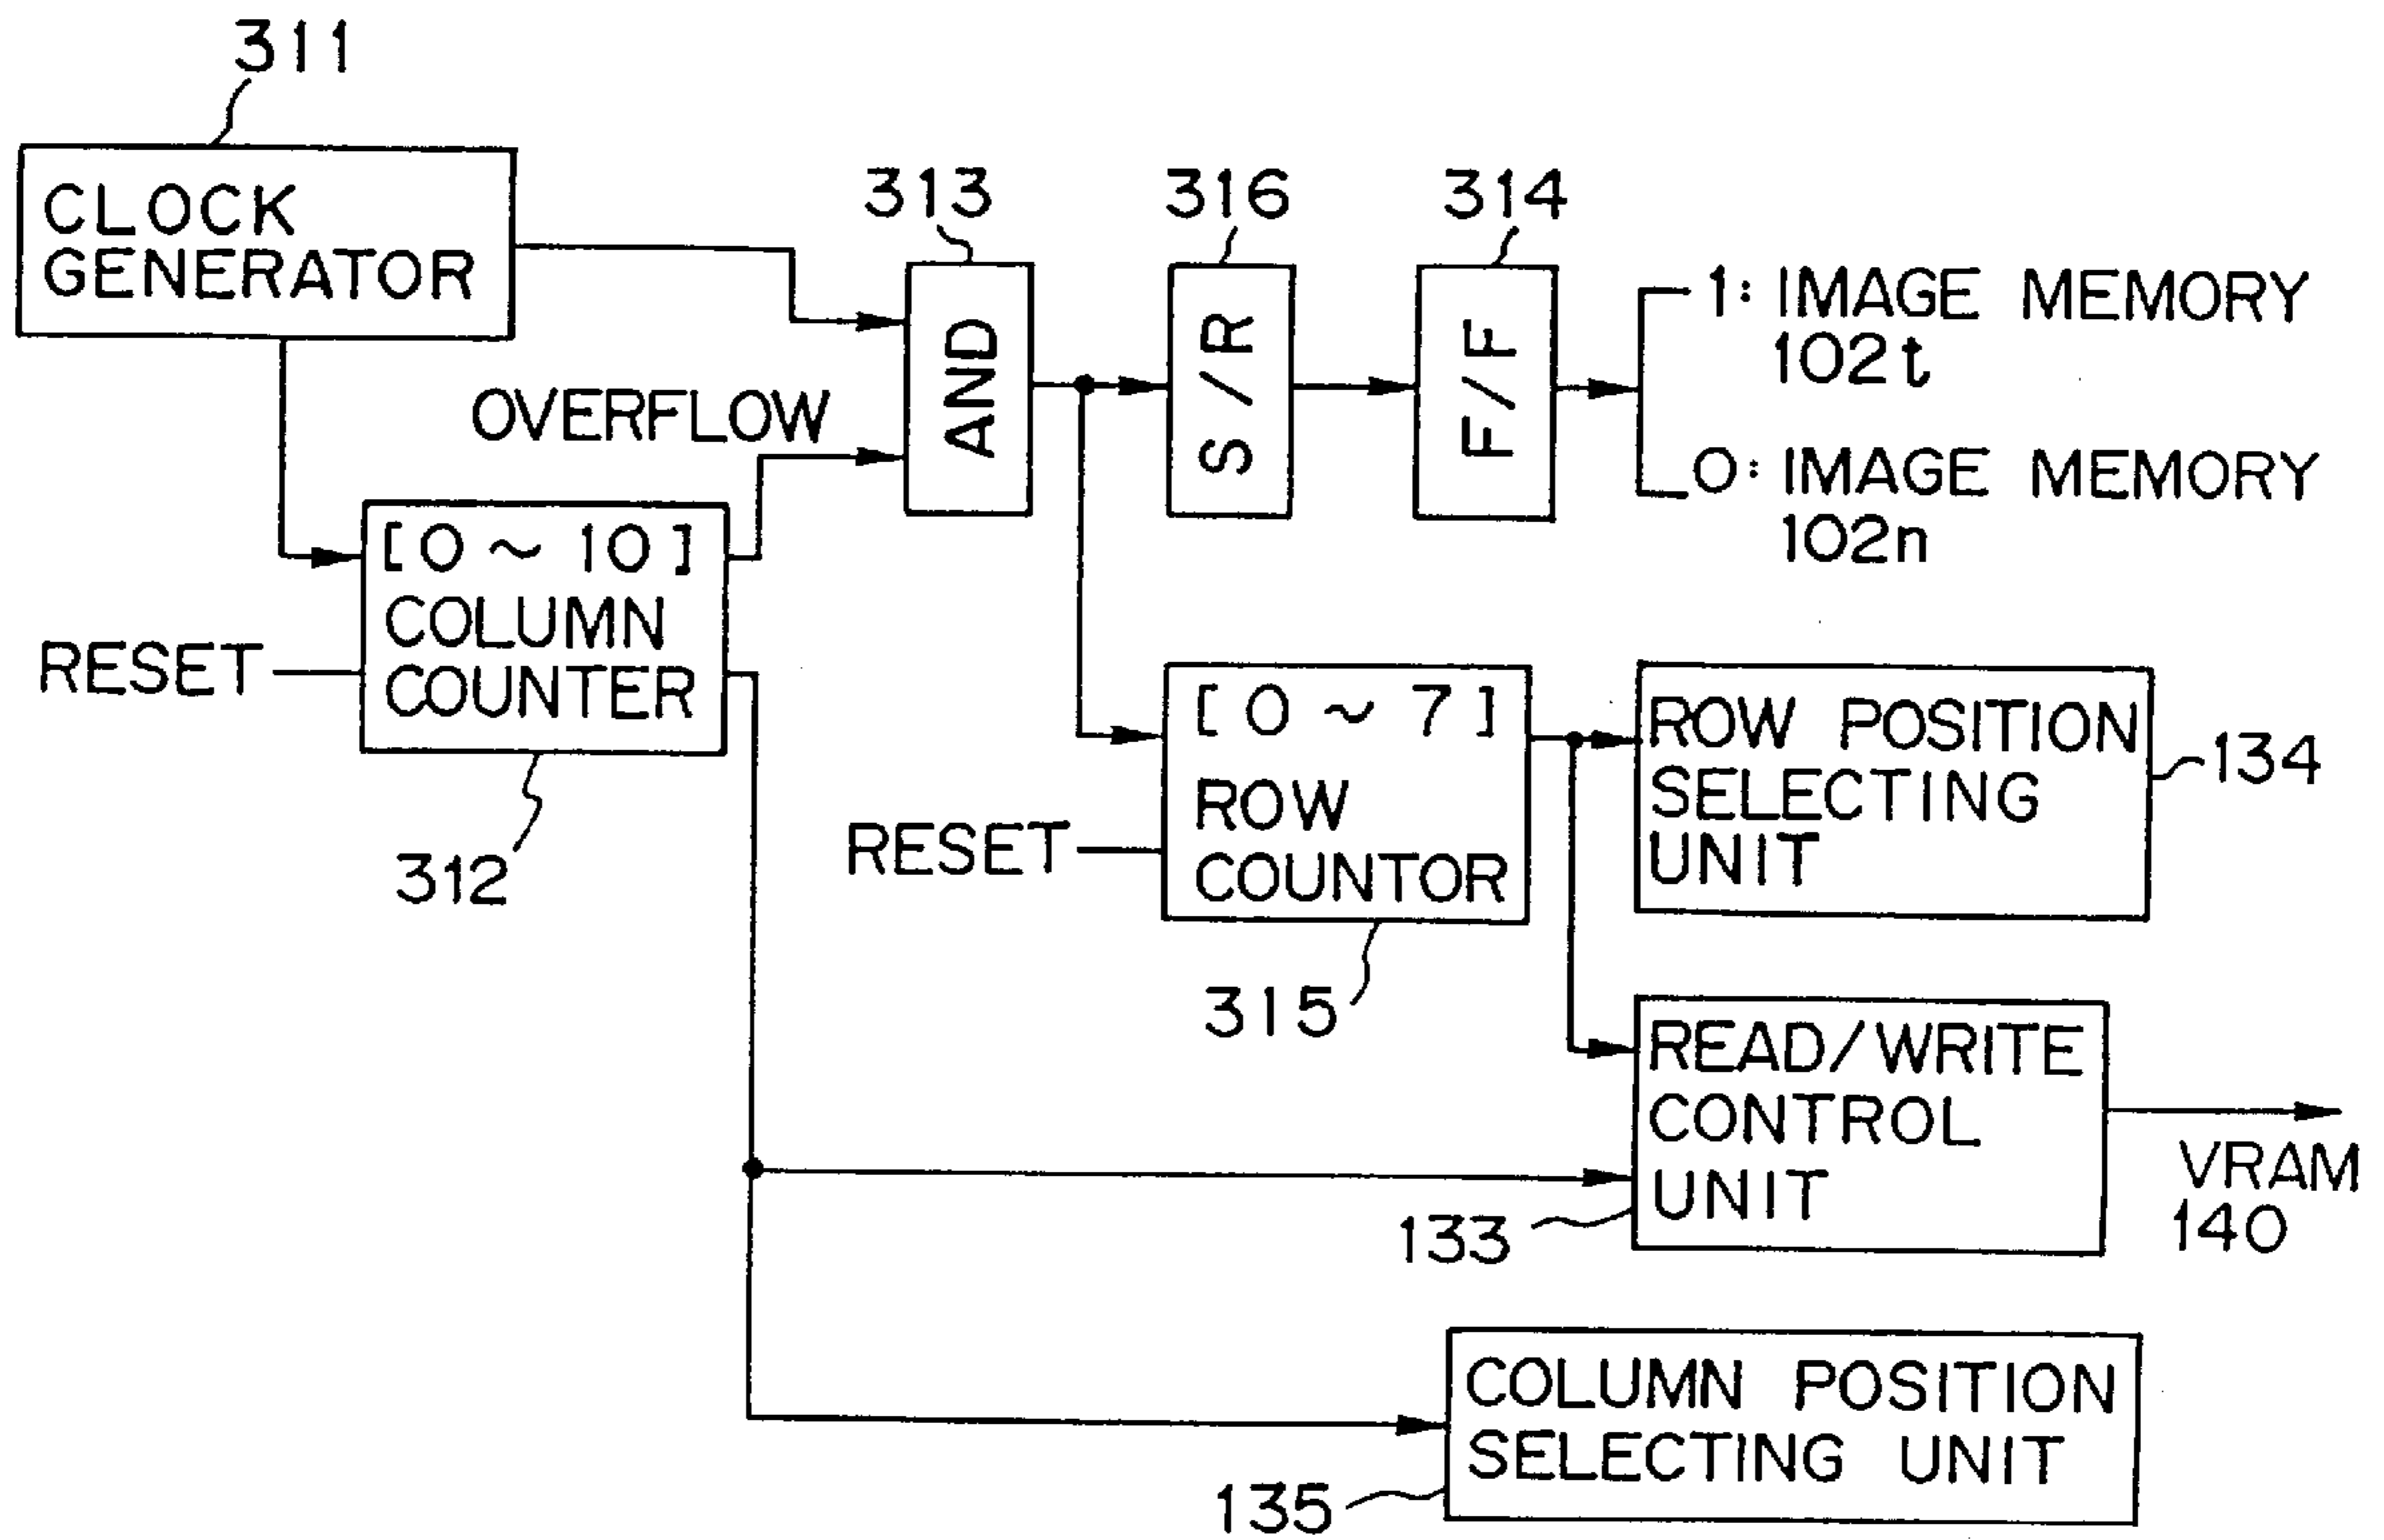 311
CLOCK
GENERATOR
313
316
314
AND
S/R
F/F
1: IMAGE MEMORY
102t
0: IMAGE MEMORY
102n
OVERFLOW
[0 ~ 10]
COLUMN
COUNTER
RESET
312
[0 ~ 7]
ROW
COUNTOR
RESET
315
ROW POSITION
SELECTING
UNIT
134
READ/WRITE
CONTROL
UNIT
133
VRAM
140
COLUMN POSITION
SELECTING UNIT
135